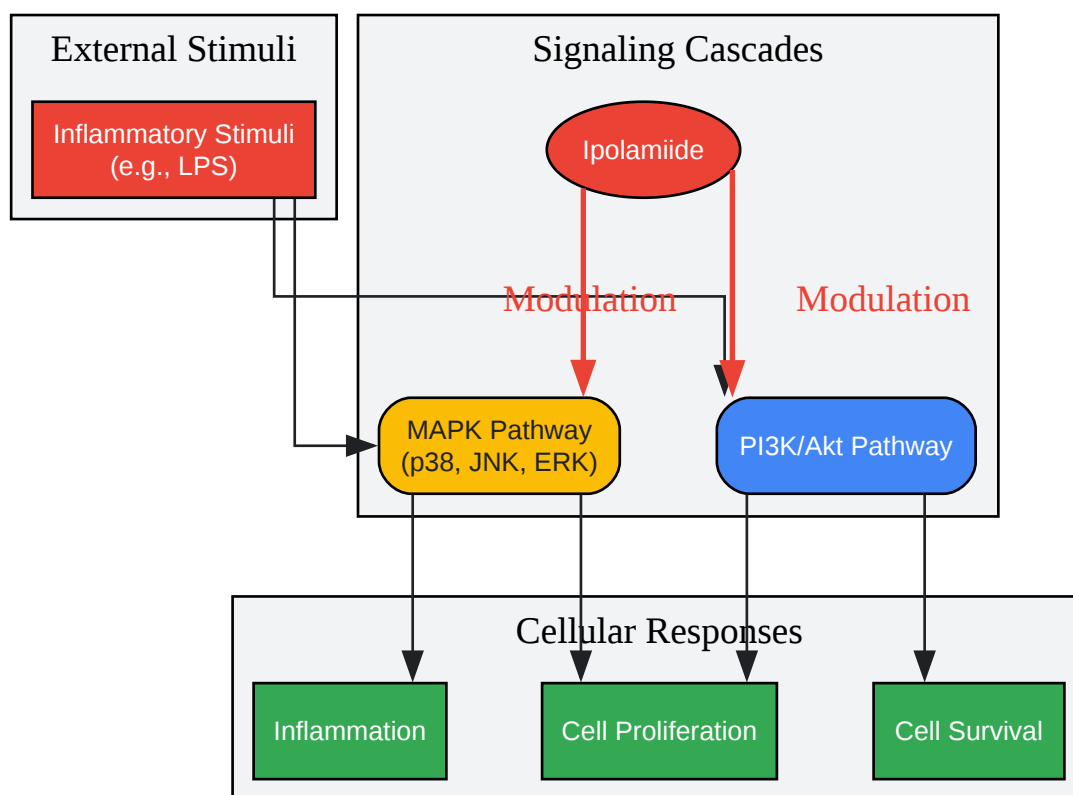 External Stimuli
Inflammatory Stimuli
(e.g., LPS)
Signaling Cascades
Ipolamiide
Modulation
Modulation
MAPK Pathway
(p38, JNK, ERK)
PI3K/Akt Pathway
Cellular Responses
Inflammation
Cell Proliferation
Cell Survival